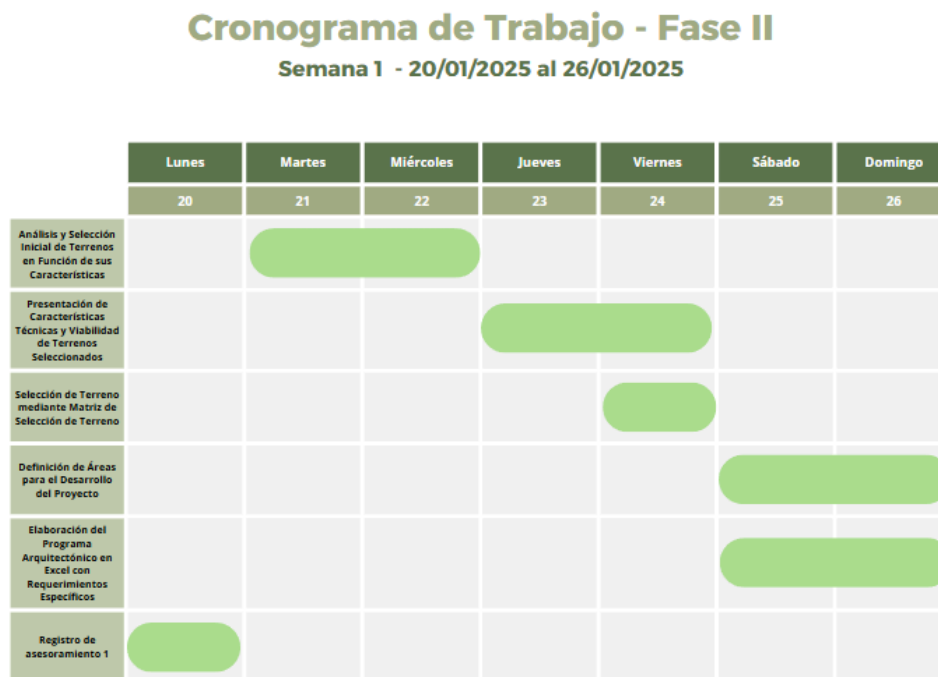 Cronograma de Trabajo - Fase II
Semana 1 - 20/01/2025 al 26/01/2025
Lunes Martes Miércoles Jueves Viernes Sábado Domingo
20 21 22 23 24 25 26
Análisis y Selección
Inicial de Terrenos
en Función de sus
Características
Presentación de
Características
Técnicas y Viabilidad
de Terrenos
Seleccionados
Selección de Terreno
mediante Matriz de
Selección de Terreno
Definición de Áreas
para el Desarrollo
del Proyecto
Elaboración del
Programa
Arquitectónico en
Excel con
Requerimientos
Específicos
Registro de
asesoramiento 1